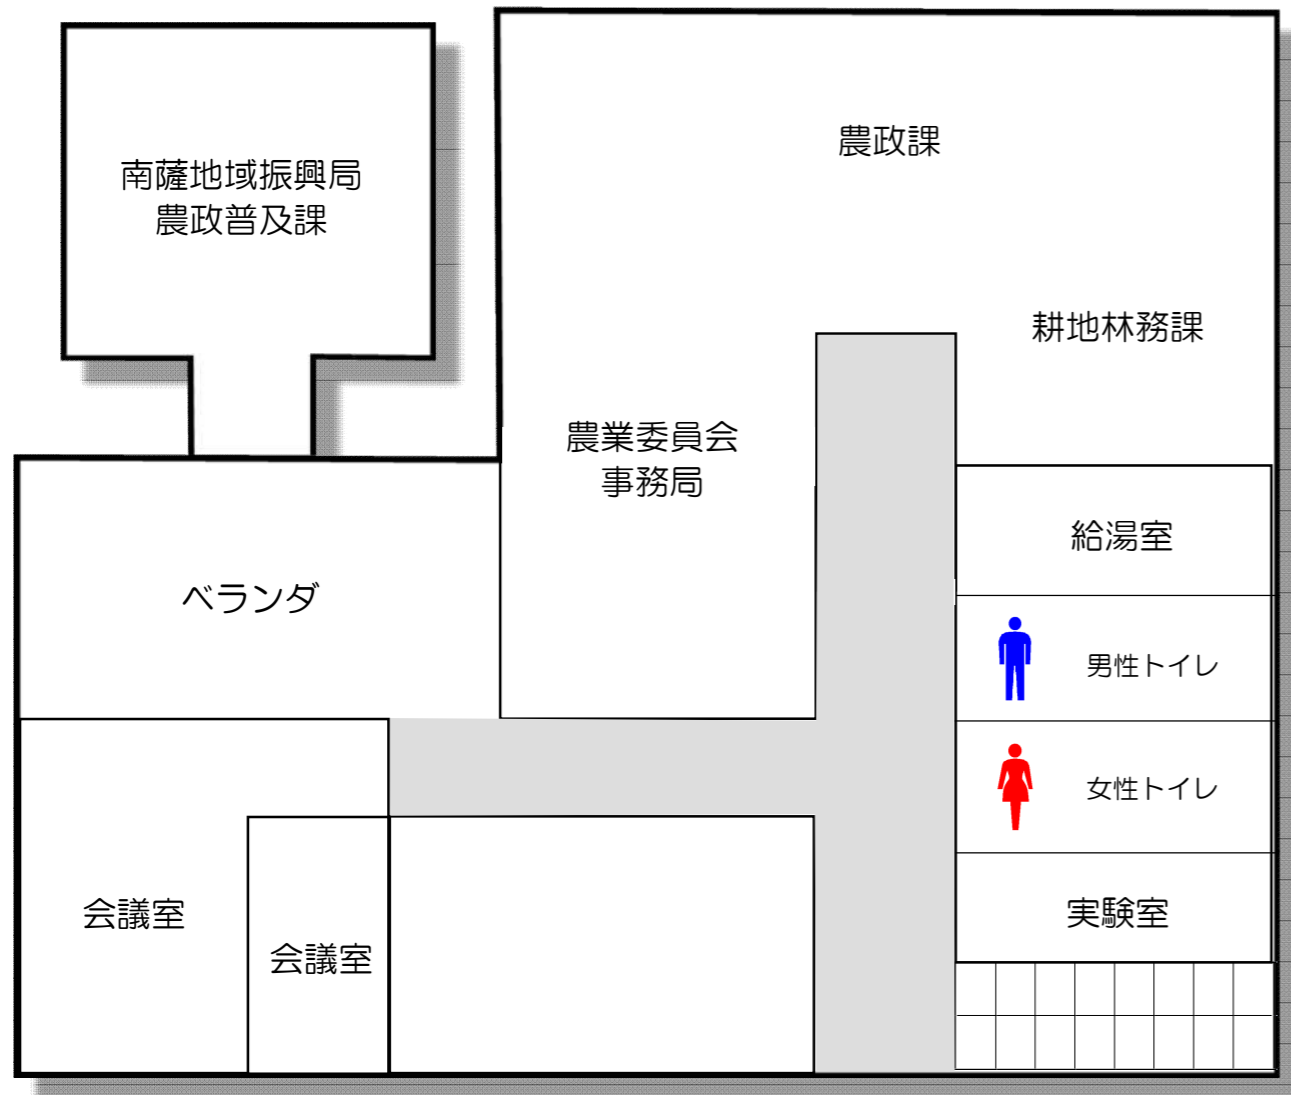 農政課
南薩地域振興局
農政普及課
耕地林務課
農業委員会
事務局
給湯室
ベランダ
男性トイレ
女性トイレ
会議室
実験室
会議室